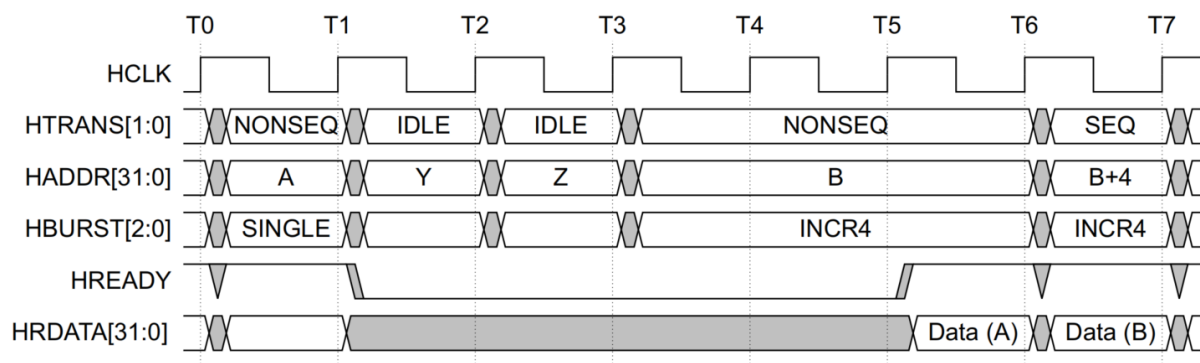 T0 T1 T2 T3 T4 T5 T6 T7
HCLK
HTRANS[1:0] NONSEQ IDLE IDLE NONSEQ SEQ
HADDR[31:0] A Y Z B B+4
HBURST[2:0] SINGLE INCR4 INCR4
HREADY
HRDATA[31:0] Data (A) Data (B)